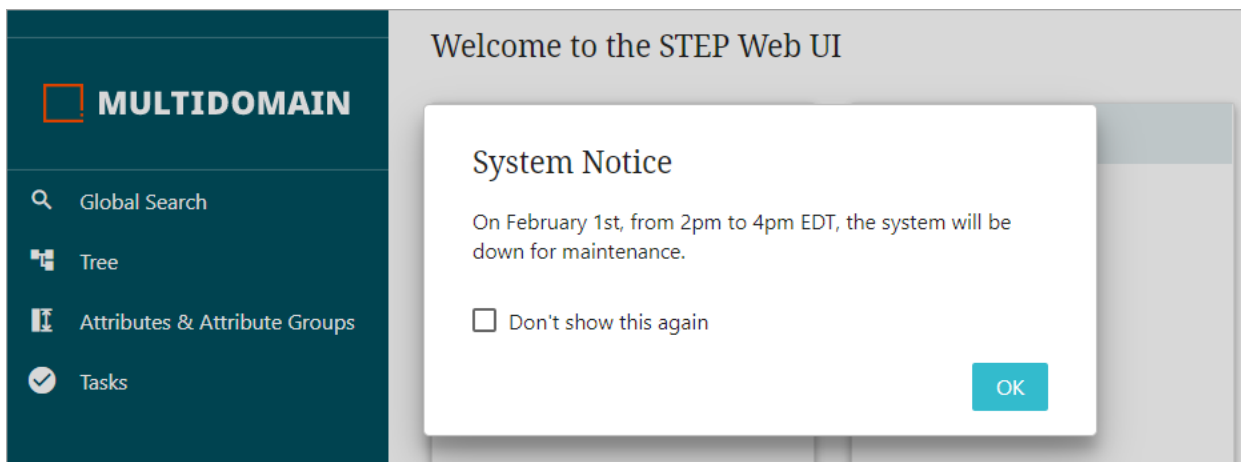 Welcome to the STEP Web UI
MULTIDOMAIN
Global Search
Tree
Attributes & Attribute Groups
Tasks
System Notice
On February 1st, from 2pm to 4pm EDT, the system will be
down for maintenance.
Don't show this again
OK